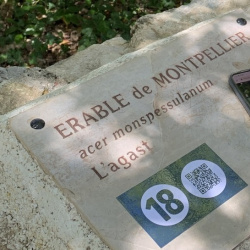 ERABLE de MONTPELLIER
acer monspessulanum
L'agast
18